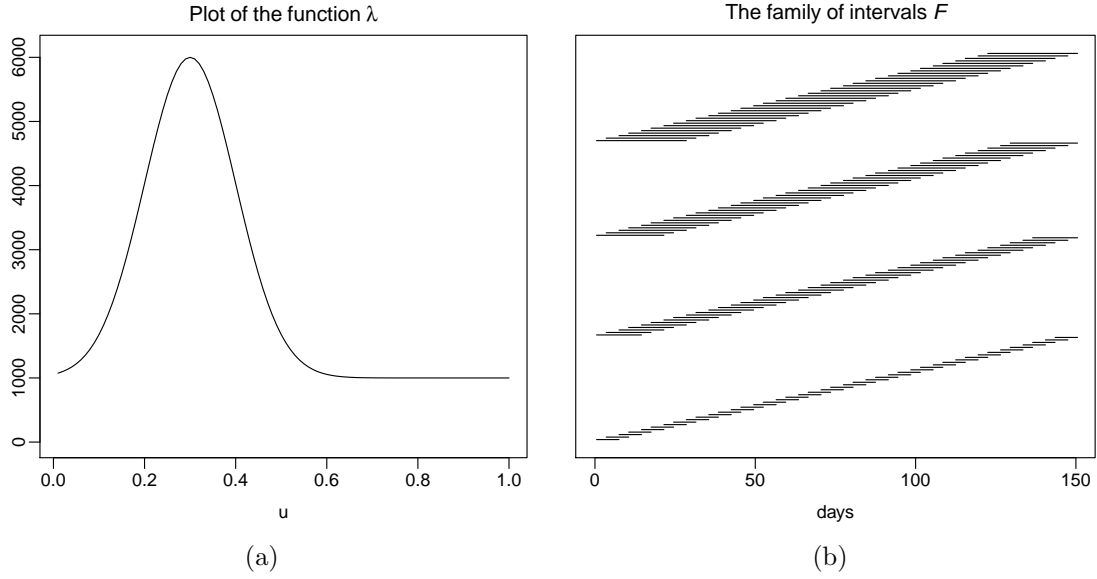 Plot of the function λ
6000
5000
4000
3000
2000
1000
0
0.0 0.2 0.4 0.6 0.8 1.0
u
(a)
The family of intervals F
0 50 100 150
days
(b)